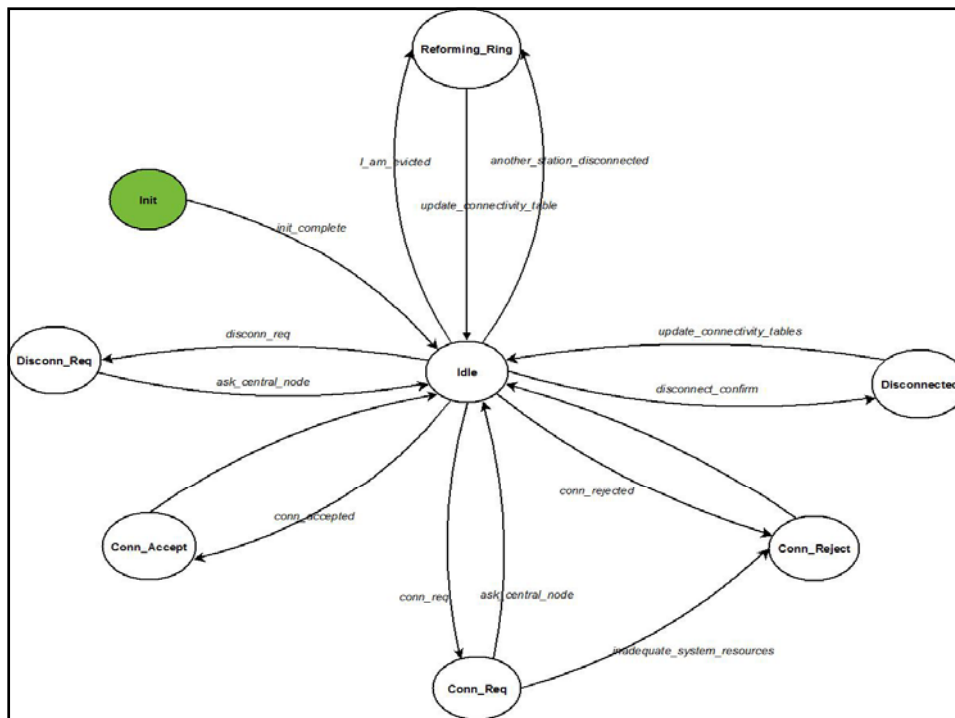 Reforming_Ring
I_am_evicted
another_station_disconnected
Init
update_connectivity_table
init_complete
disconn_req
update_connectivity_tables
Disconn_Req
Idle
ask_central_node
disconnect_confirm
Disconnected
conn_rejected
conn_accepted
Conn_Accept
Conn_Reject
conn_req
ask_central_node
inadequate_system_resources
Conn_Req